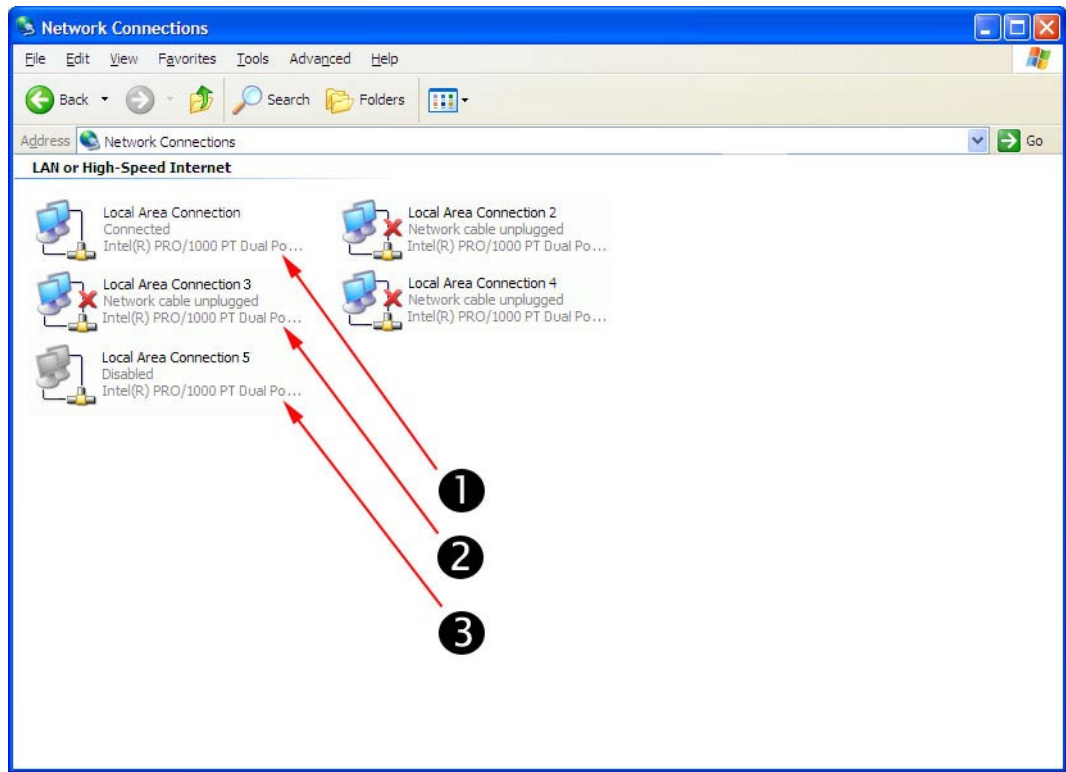 Network Connections
File Edit View Favorites Tools Advanced Help
Back Search Folders
Address Network Connections Go
LAN or High-Speed Internet
Local Area Connection
Connected
Intel(R) PRO/1000 PT Dual Po...
Local Area Connection 2
Network cable unplugged
Intel(R) PRO/1000 PT Dual Po...
Local Area Connection 3
Network cable unplugged
Intel(R) PRO/1000 PT Dual Po...
Local Area Connection 4
Network cable unplugged
Intel(R) PRO/1000 PT Dual Po...
Local Area Connection 5
Disabled
Intel(R) PRO/1000 PT Dual Po...
1
2
3